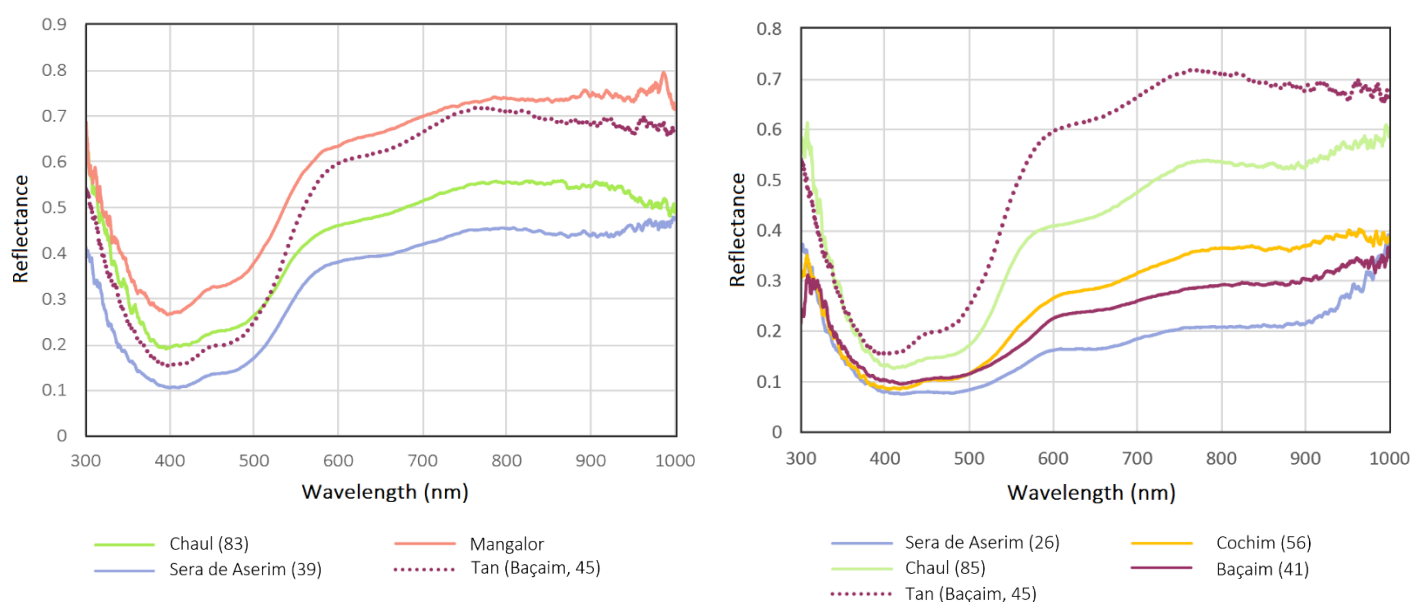 0.9
0.8
0.7
0.6
0.5
0.4
0.3
0.2
0.1
0
Reflectance
300 400 500 600 700 800 900 1000
Wavelength (nm)
Chaul (83) Mangalor
Sera de Aserim (39) Tan (Baçaim, 45)
0.8
0.7
0.6
0.5
0.4
0.3
0.2
0.1
0
Reflectance
300 400 500 600 700 800 900 1000
Wavelength (nm)
Sera de Aserim (26) Cochim (56)
Chaul (85) Baçaim (41)
Tan (Baçaim, 45)